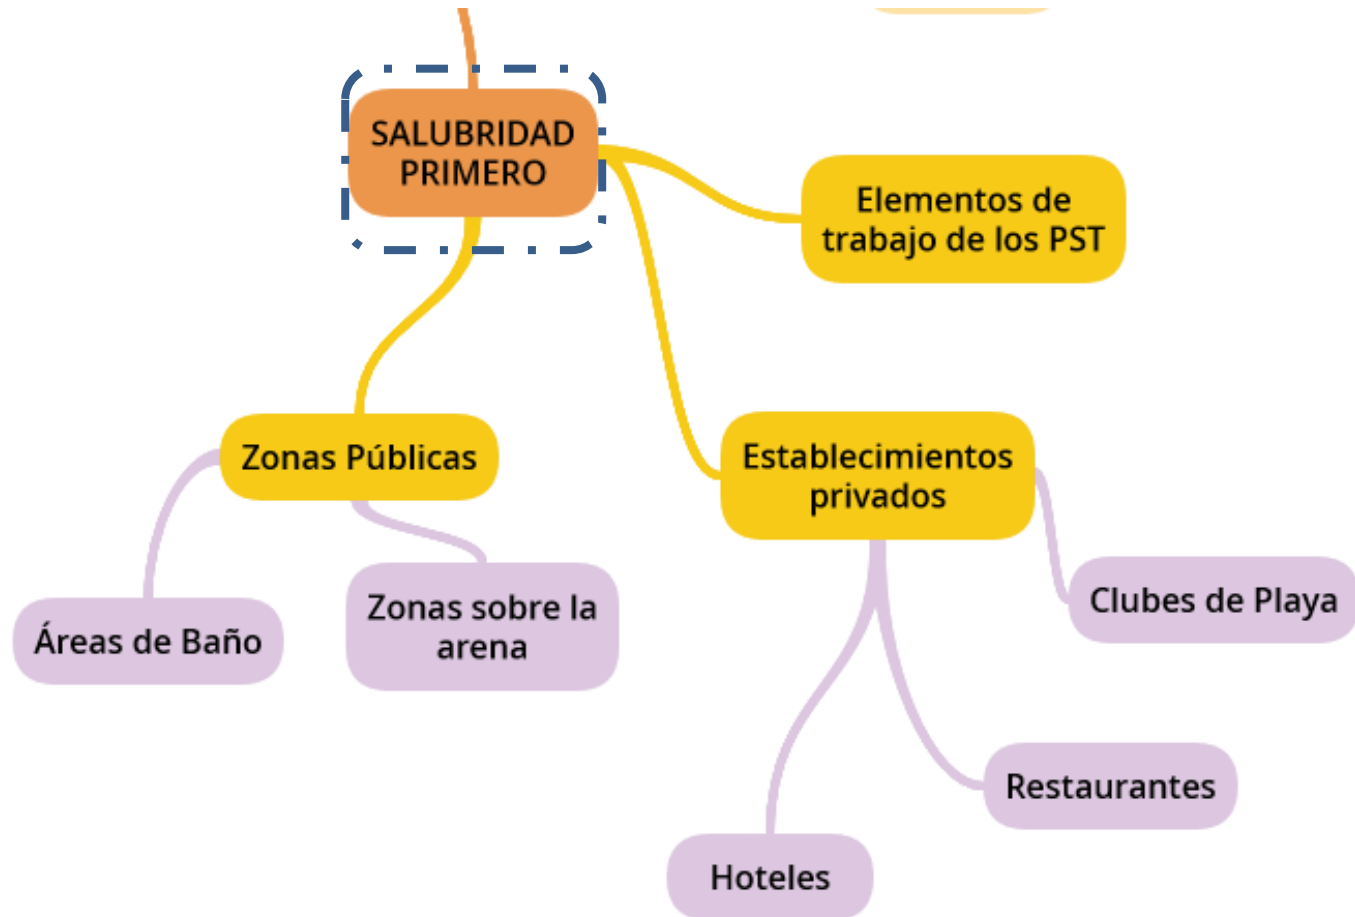 SALUBRIDAD
PRIMERO
Elementos de
trabajo de los PST
Zonas Públicas
Establecimientos
privados
Áreas de Baño
Zonas sobre la
arena
Clubes de Playa
Restaurantes
Hoteles